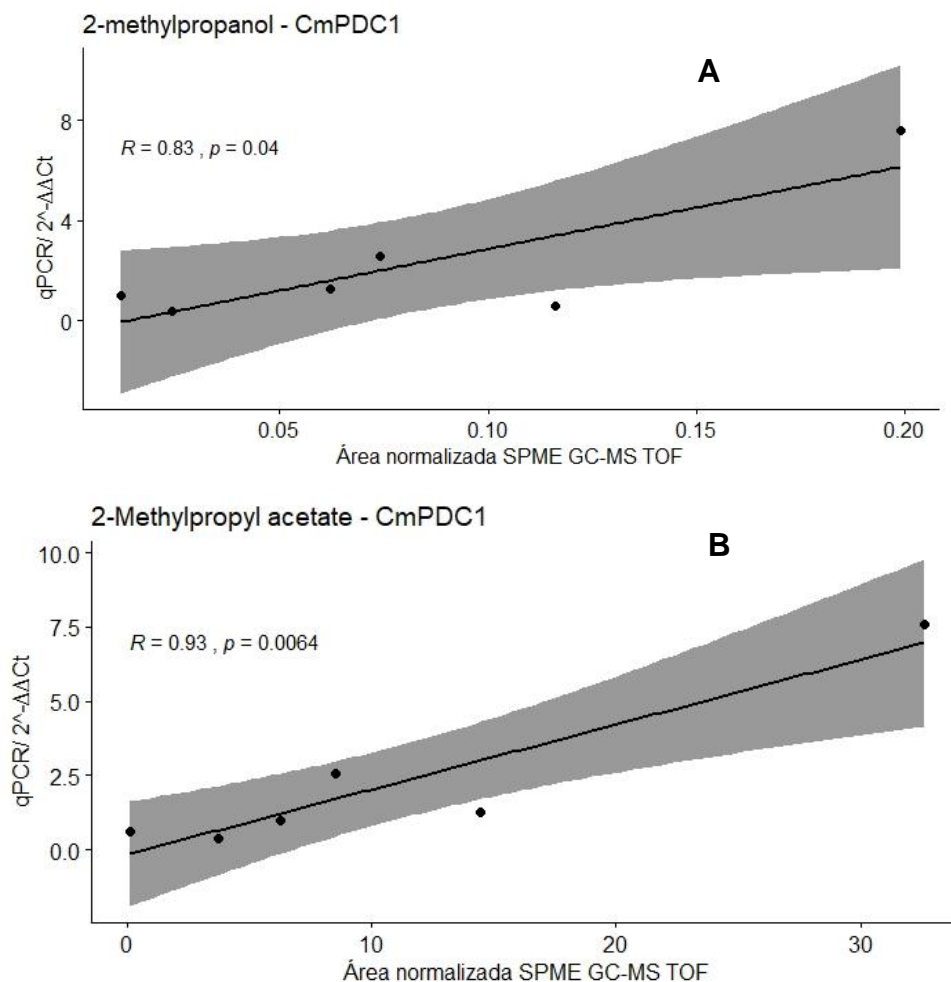 2-methylpropanol - CmPDC1
A
R = 0.83 , p = 0.04
qPCR/ 2^-ΔΔCt
8
4
0
0.05 0.10 0.15 0.20
Área normalizada SPME GC-MS TOF
2-Methylpropyl acetate - CmPDC1
B
R = 0.93 , p = 0.0064
qPCR/ 2^-ΔΔCt
10.0
7.5
5.0
2.5
0.0
0 10 20 30
Área normalizada SPME GC-MS TOF